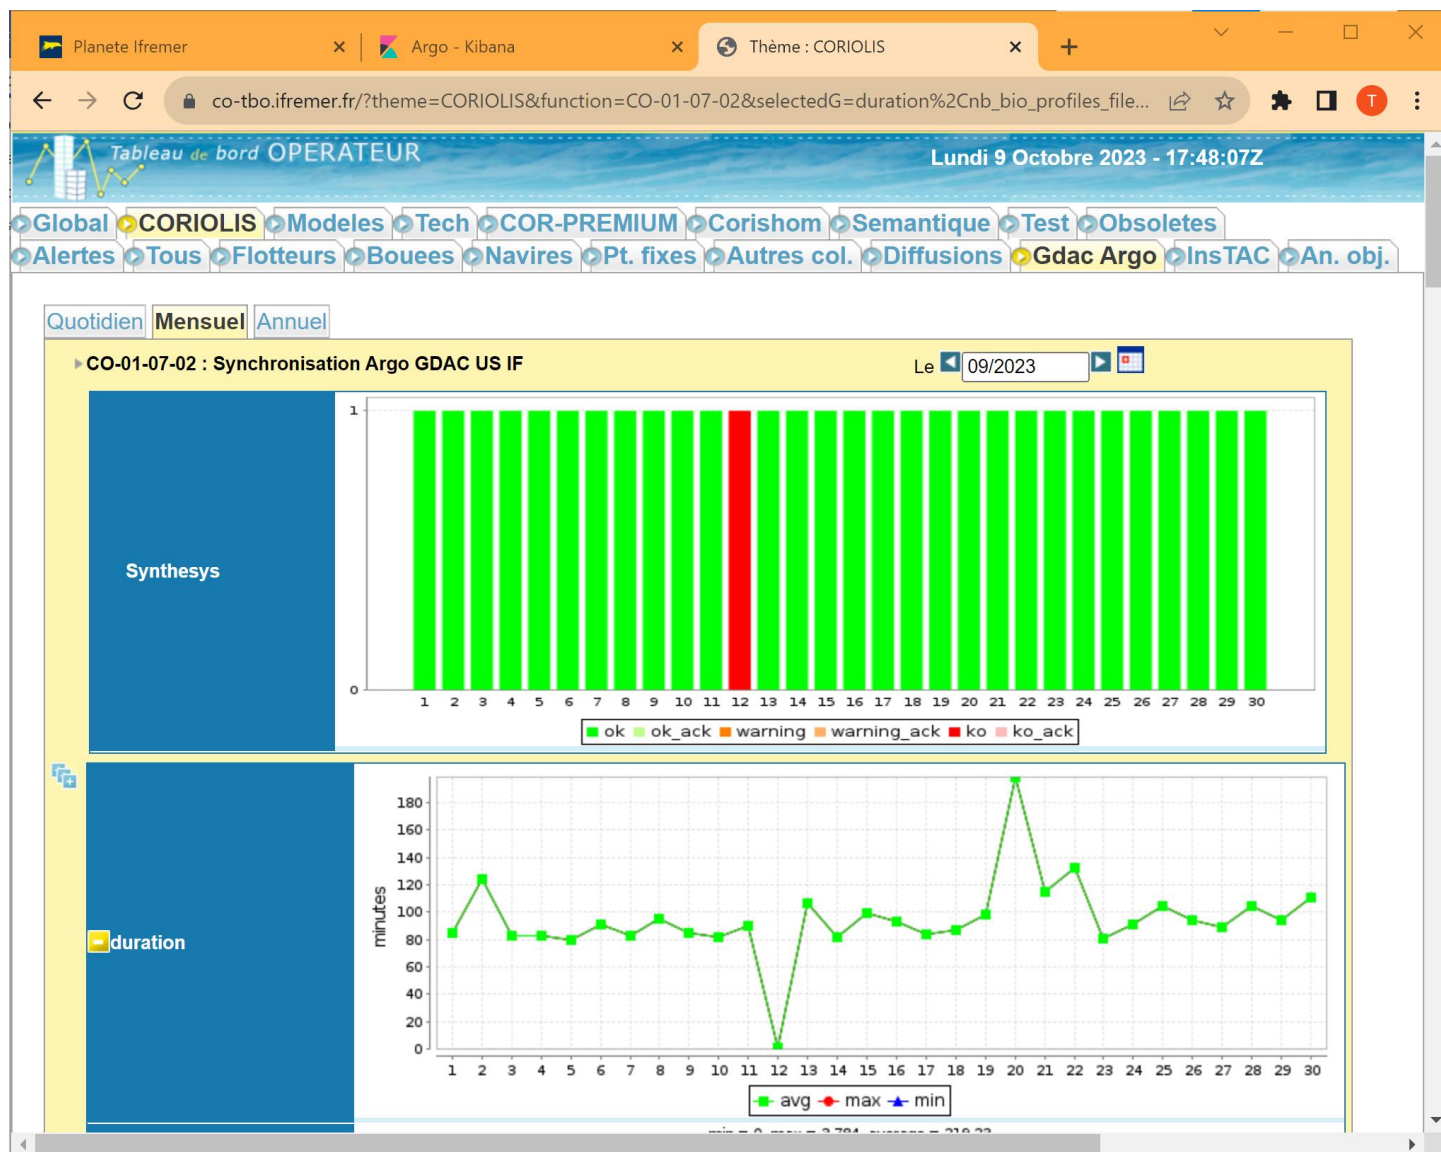 Planete Ifremer
Argo - Kibana
Thème : CORIOLIS
co-tbo.ifremer.fr/?theme=CORIOLIS&function=CO-01-07-02&selectedG=duration%2Cnb_bio_profiles_file...
T
Tableau de bord OPERATEUR
Lundi 9 Octobre 2023 - 17:48:07Z
Global CORIOLIS Modeles Tech COR-PREMIUM Corishom Semantique Test Obsoletes
Alertes Tous Flotteurs Bouees Navires Pt. fixes Autres col. Diffusions Gdac Argo InsTAC An. obj.
Quotidien Mensuel Annuel
CO-01-07-02 : Synchronisation Argo GDAC US IF
Le 09/2023
Synthesys
1
0
1 2 3 4 5 6 7 8 9 10 11 12 13 14 15 16 17 18 19 20 21 22 23 24 25 26 27 28 29 30
ok ok_ack warning warning_ack ko ko_ack
duration
minutes
180
160
140
120
100
80
60
40
20
0
1 2 3 4 5 6 7 8 9 10 11 12 13 14 15 16 17 18 19 20 21 22 23 24 25 26 27 28 29 30
avg max min